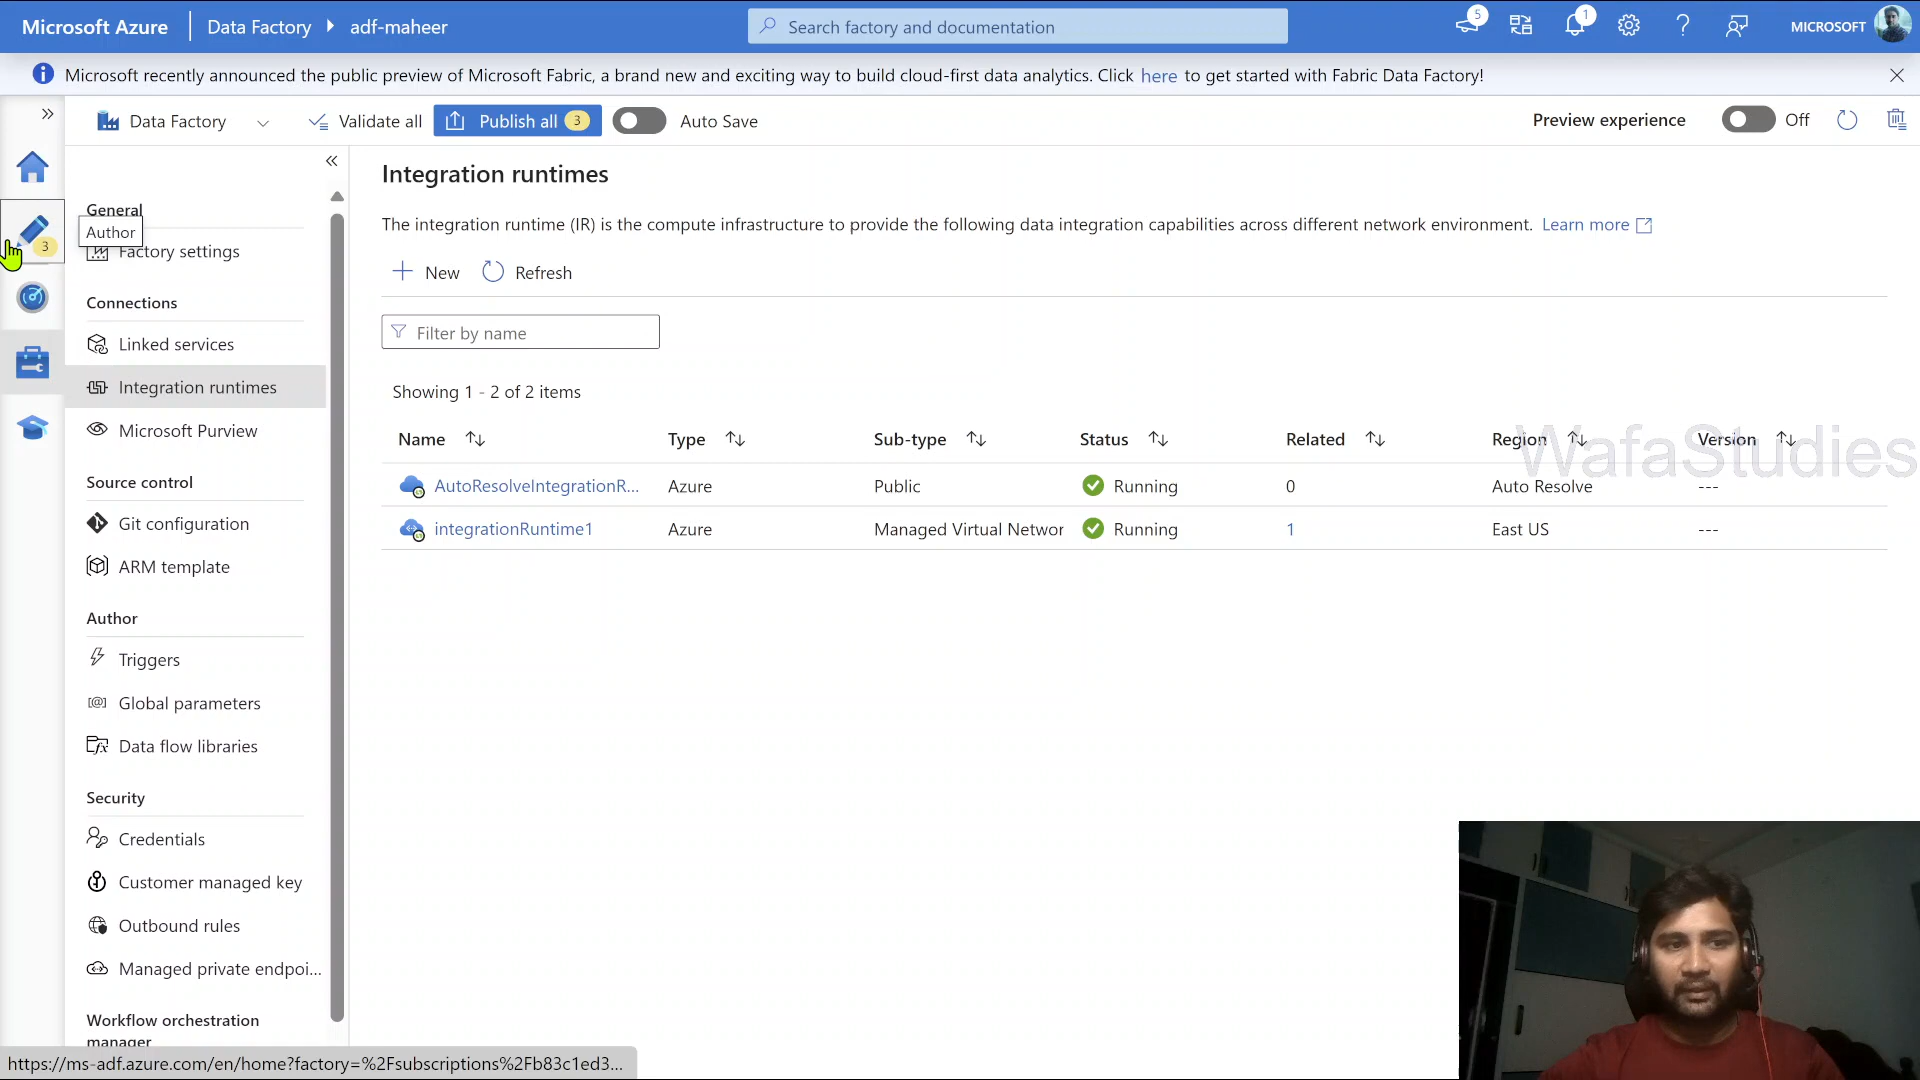 Microsoft Azure
Data Factory
adf-maheer
Search factory and documentation
5
1
MICROSOFT
Microsoft recently announced the public preview of Microsoft Fabric, a brand new and exciting way to build cloud-first data analytics. Click here to get started with Fabric Data Factory!
Data Factory
Validate all
Publish all
3
Auto Save
Preview experience
Off
3
General
Author
Factory settings
Connections
Linked services
Integration runtimes
Microsoft Purview
Source control
Git configuration
ARM template
Author
Triggers
Global parameters
Data flow libraries
Security
Credentials
Customer managed key
Outbound rules
Managed private endpoi...
Workflow orchestration
manager
https://ms-adf.azure.com/en/home?factory=%2Fsubscriptions%2Fb83c1ed3...
Integration runtimes
The integration runtime (IR) is the compute infrastructure to provide the following data integration capabilities across different network environment. Learn more
New
Refresh
Filter by name
Showing 1 - 2 of 2 items
Name Type Sub-type Status Related Region Version
WafaStudies
AutoResolveIntegrationR... Azure Public Running 0 Auto Resolve ---
integrationRuntime1 Azure Managed Virtual Networ Running 1 East US ---